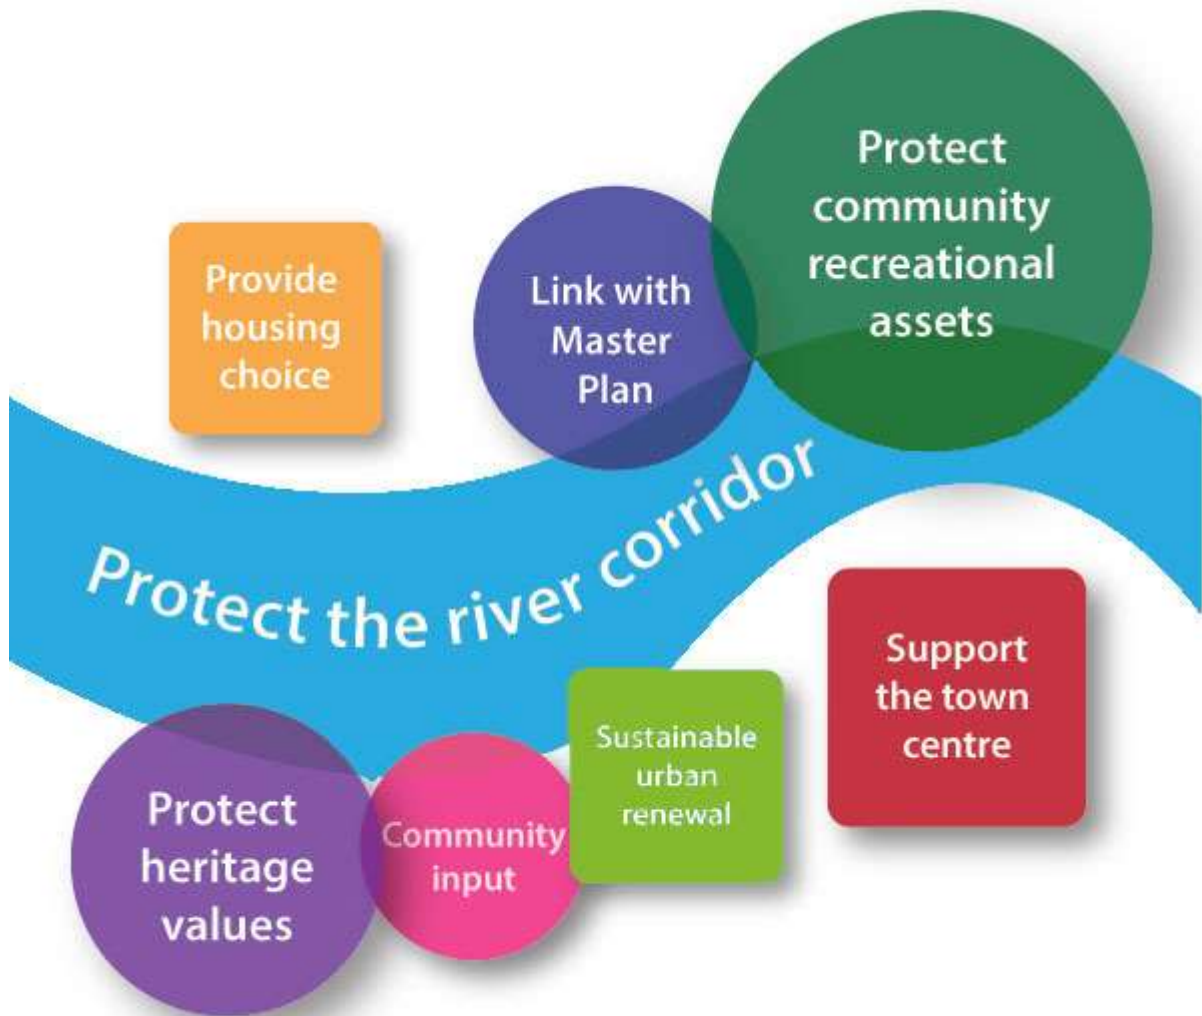 Protect
community
recreational
assets
Link with
Master
Plan
Provide
housing
choice
Protect the river corridor
Support
the town
centre
Sustainable
urban
renewal
Protect
heritage
values
Community
input